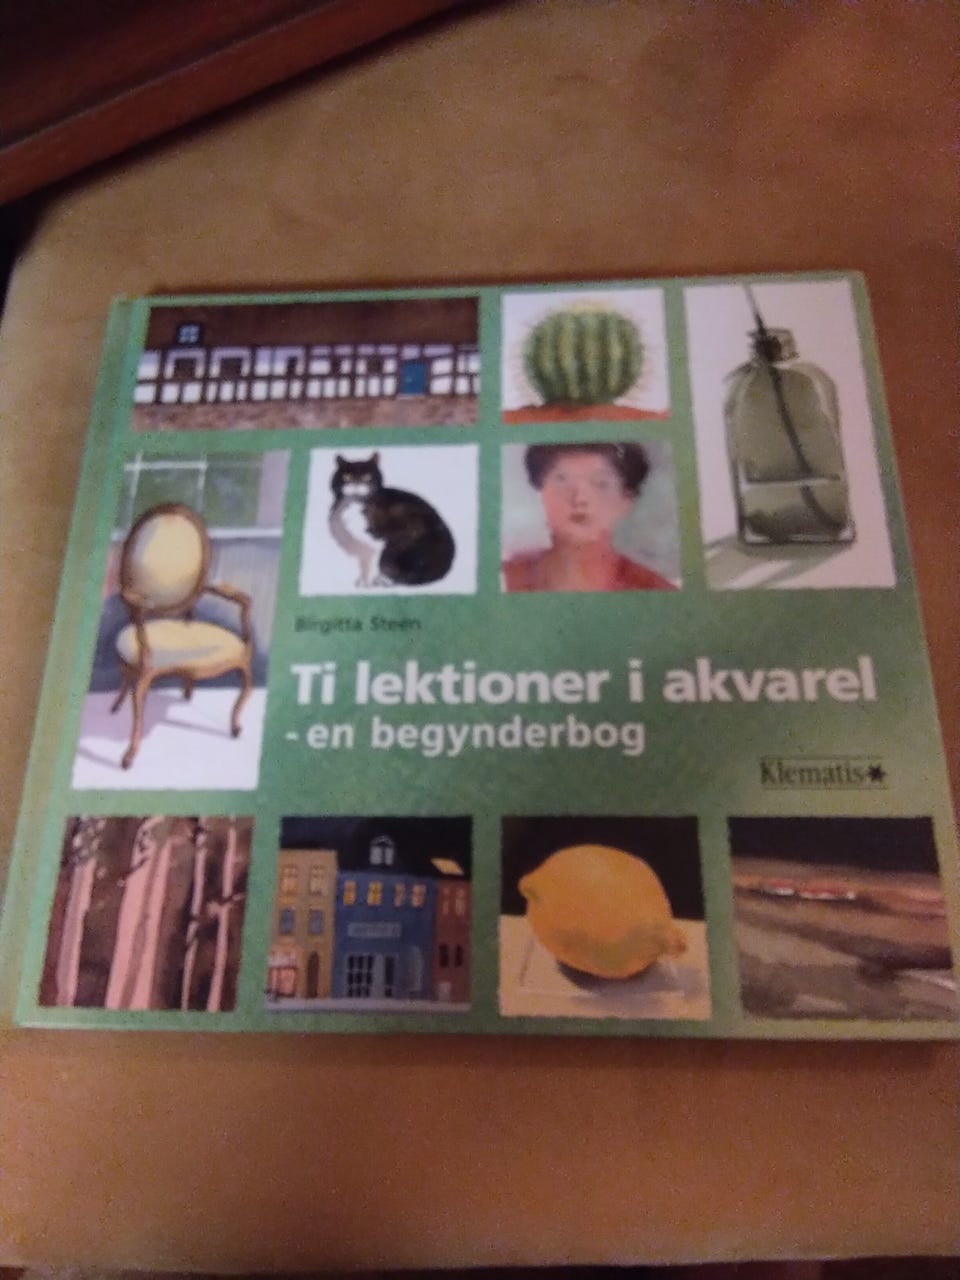 Birgitta Steen
Ti lektioner i akvarel
- en begynderbog
Klematis